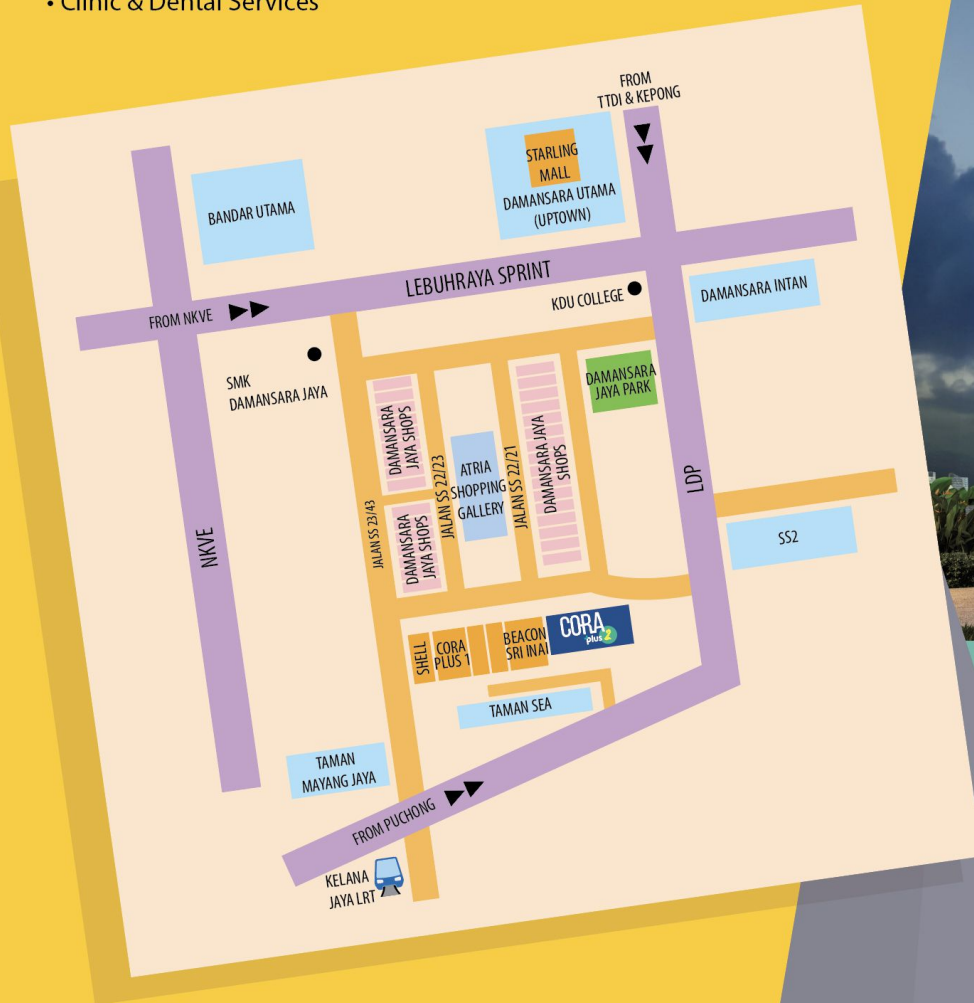 • Clinic & Dental Services
FROM
TTDI & KEPONG
STARLING
MALL
DAMANSARA UTAMA
(UPTOWN)
BANDAR UTAMA
LEBUHRAYA SPRINT
FROM NKVE
KDU COLLEGE
DAMANSARA INTAN
SMK
DAMANSARA JAYA
DAMANSARA
JAYA PARK
DAMANSARA
JAYA SHOPS
JALAN SS 22/23
ATRIA
SHOPPING
GALLERY
JALAN SS 22/21
DAMANSARA JAYA
SHOPS
LDP
JALAN SS 23/43
DAMANSARA
JAYA SHOPS
NKVE
SS2
SHELL
CORA
PLUS 1
BEACON
SRI INAI
CORA
plus 2
TAMAN SEA
TAMAN
MAYANG JAYA
FROM PUCHONG
KELANA
JAYA LRT